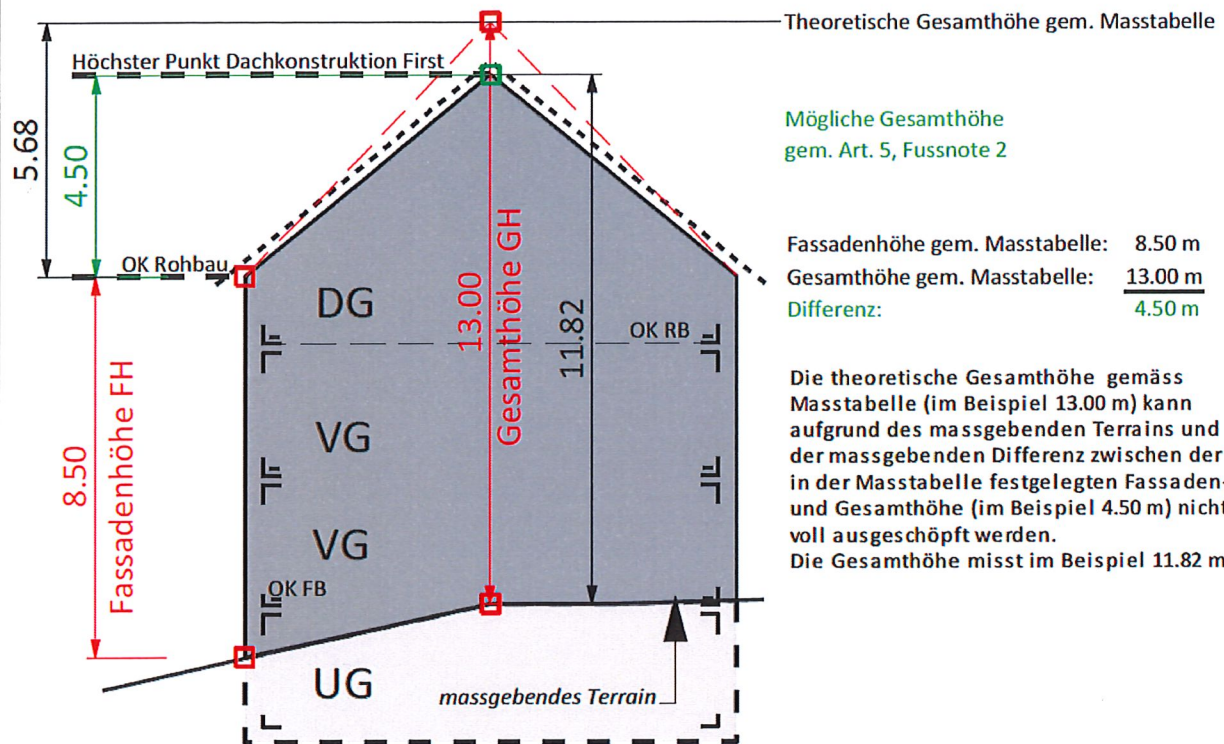 Theoretische Gesamthöhe gem. Masstabelle
Höchster Punkt Dachkonstruktion First
5.68
4.50
Mögliche Gesamthöhe
gem. Art. 5, Fussnote 2
OK Rohbau
Fassadenhöhe gem. Masstabelle: 8.50 m
Gesamthöhe gem. Masstabelle: 13.00 m
Differenz: 4.50 m
DG
OK RB
13.00
Gesamthöhe GH
11.82
8.50
Fassadenhöhe FH
VG
VG
OK FB
UG
massgebendes Terrain
Die theoretische Gesamthöhe gemäss
Masstabelle (im Beispiel 13.00 m) kann
aufgrund des massgebenden Terrains und
der massgebenden Differenz zwischen der
in der Masstabelle festgelegten Fassaden-
und Gesamthöhe (im Beispiel 4.50 m) nicht
voll ausgeschöpft werden.
Die Gesamthöhe misst im Beispiel 11.82 m